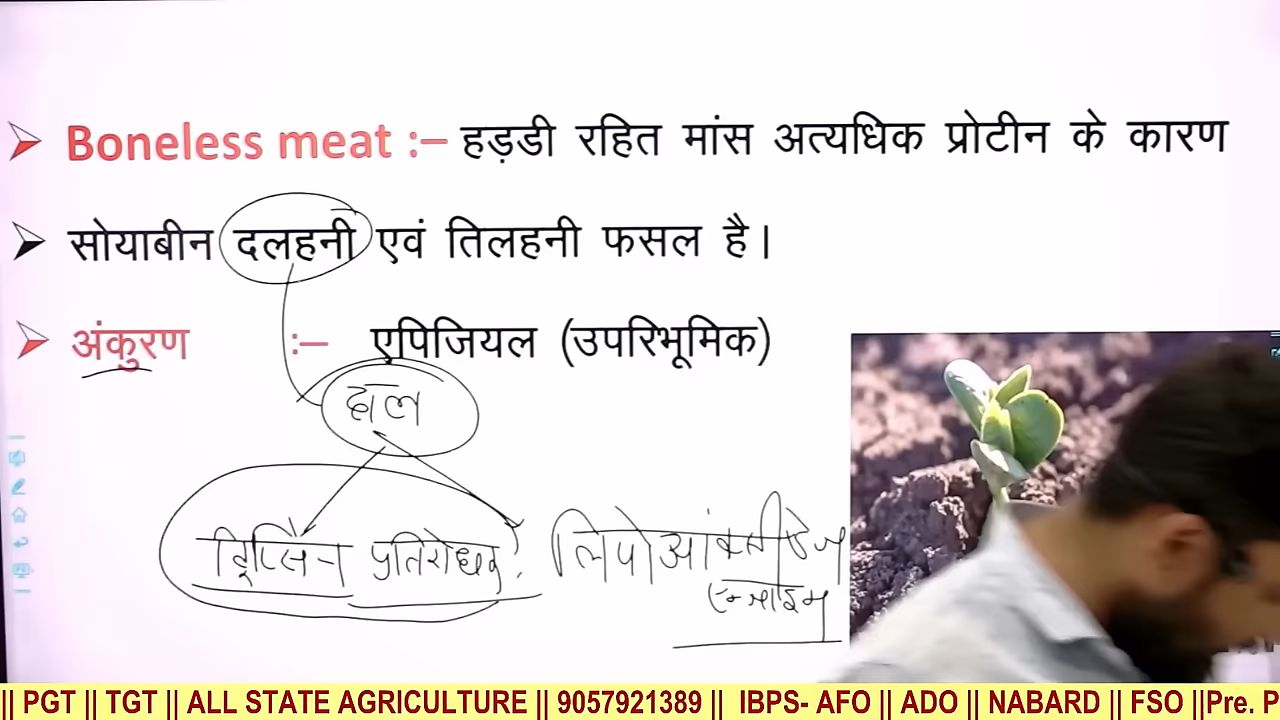 Boneless meat :– हड्डी रहित मांस अत्यधिक प्रोटीन के कारण
सोयाबीन दलहनी एवं तिलहनी फसल है।
अंकुरण :– एपिजियल (उपरिभूमिक)
दाल
ट्रिप्सिन प्रतिरोधक, लिपोआक्सीडेज
एन्जाइम
|| PGT || TGT || ALL STATE AGRICULTURE || 9057921389 || IBPS- AFO || ADO || NABARD || FSO ||Pre. P